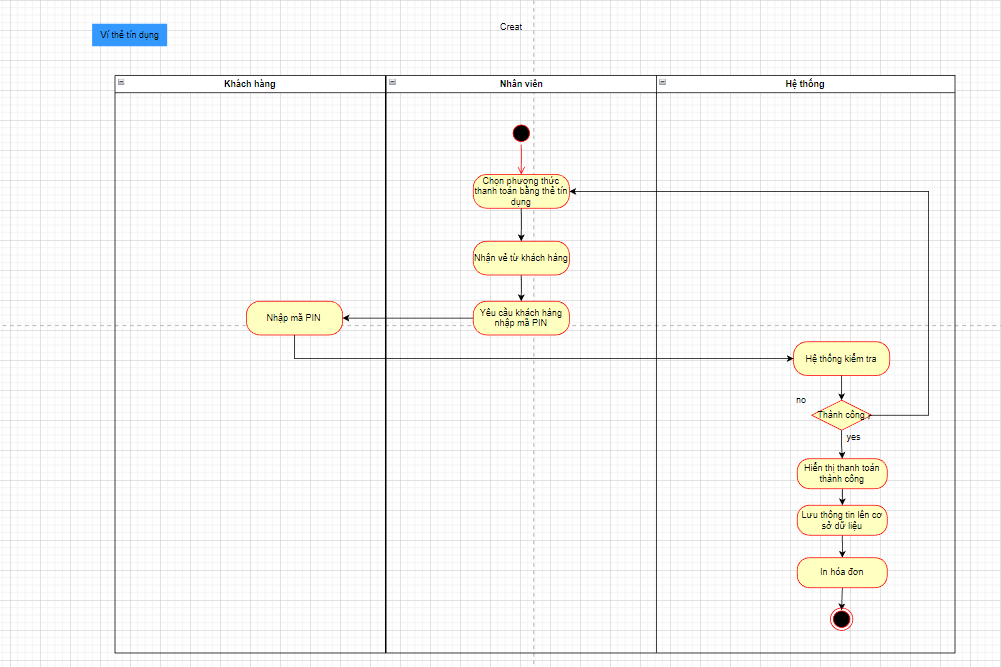 Creat
Ví thẻ tín dụng
Khách hàng
Nhân viên
Hệ thống
Chọn phương thức
thanh toán bằng thẻ tín
dụng
Nhận vé từ khách hàng
Yêu cầu khách hàng
nhập mã PIN
Nhập mã PIN
Hệ thống kiểm tra
no
Thành công ?
yes
Hiển thị thanh toán
thành công
Lưu thông tin lên cơ
sở dữ liệu
In hóa đơn